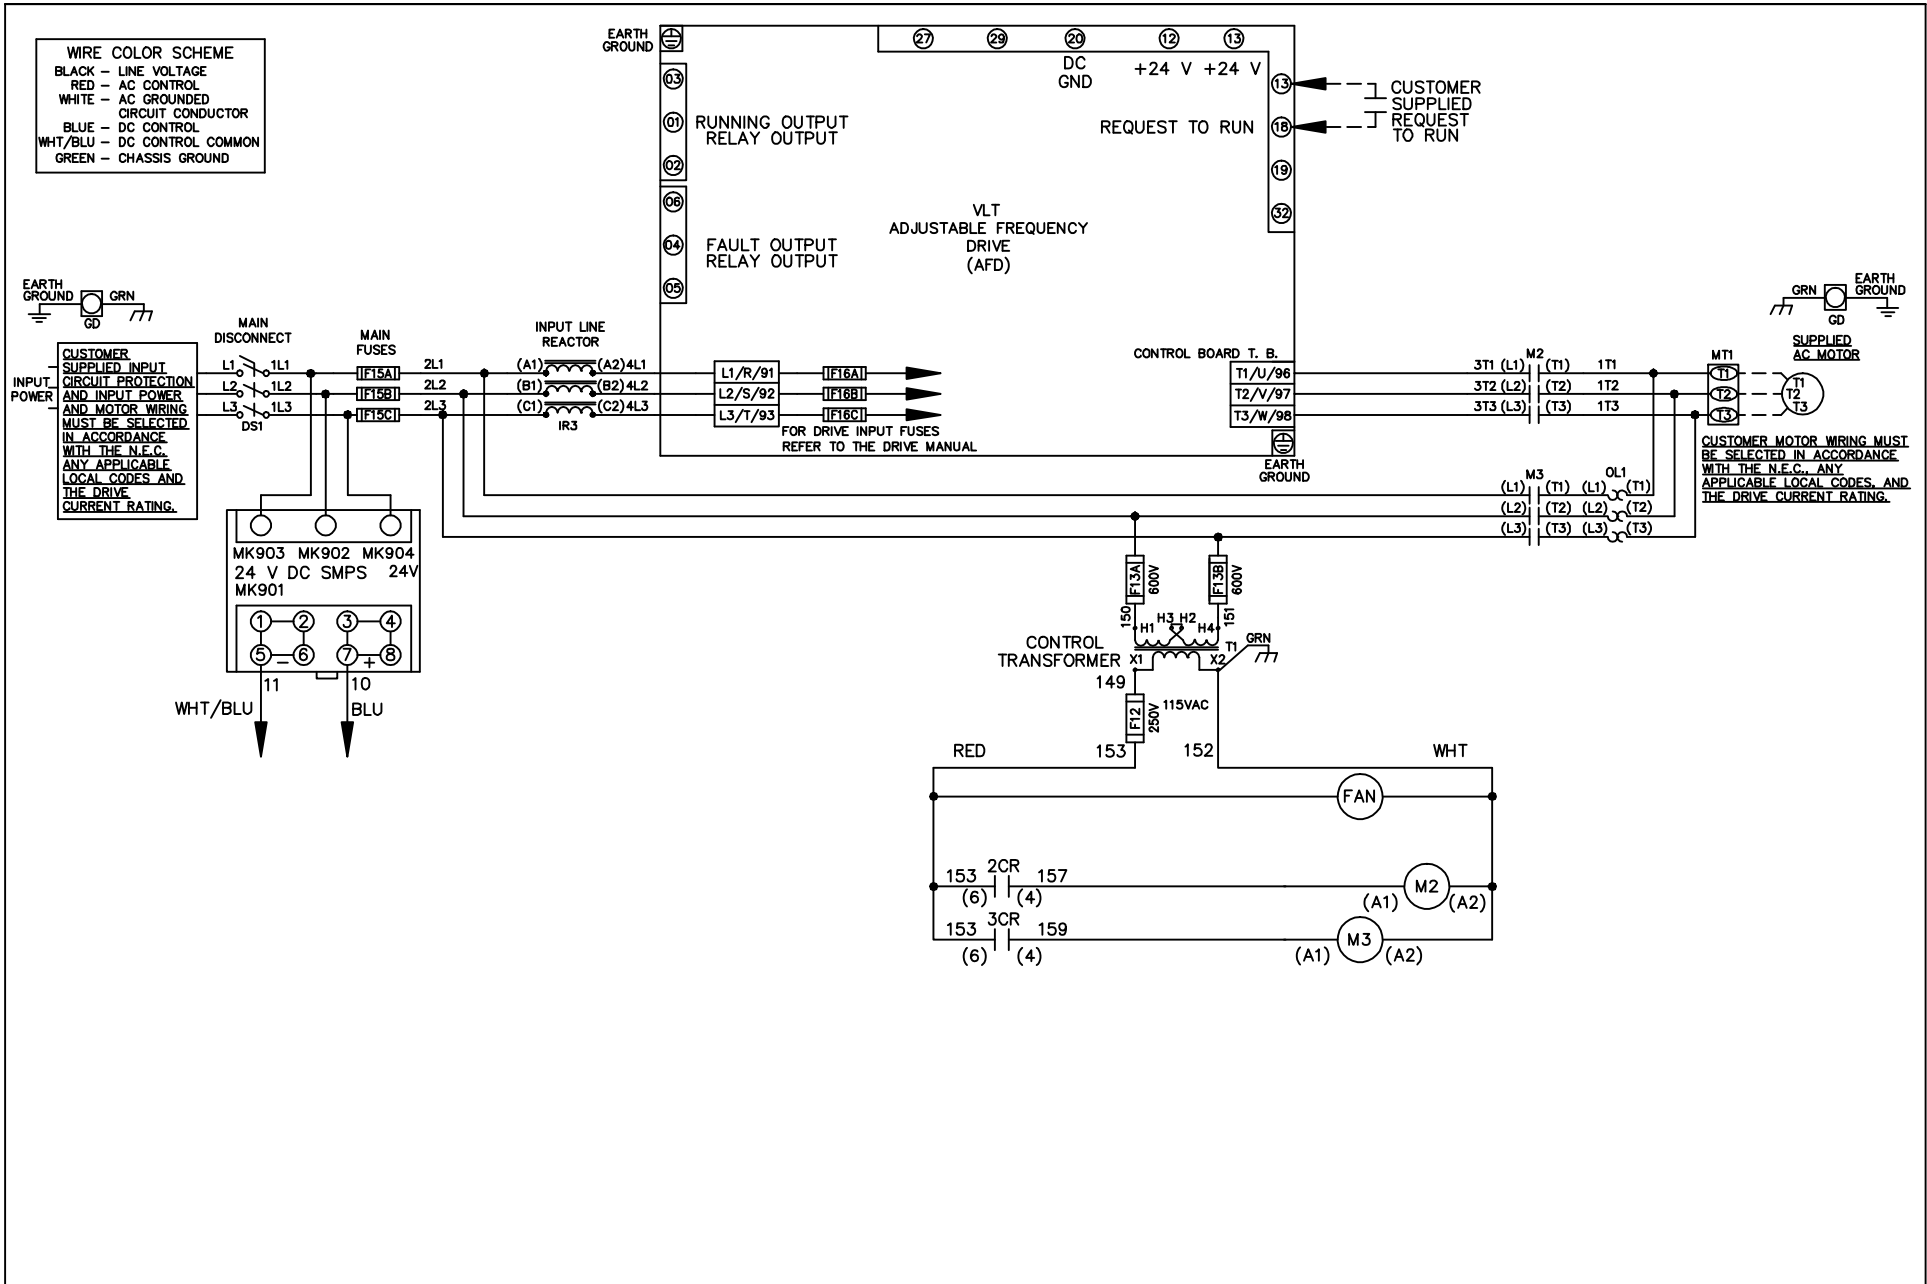 WIRE COLOR SCHEME
BLACK – LINE VOLTAGE
RED – AC CONTROL
WHITE – AC GROUNDED
CIRCUIT CONDUCTOR
BLUE – DC CONTROL
WHT/BLU – DC CONTROL COMMON
GREEN – CHASSIS GROUND
EARTH
GROUND
03
01
02
06
04
05
RUNNING OUTPUT
RELAY OUTPUT
FAULT OUTPUT
RELAY OUTPUT
27 29 20 12 13
DC
GND
+24 V +24 V
13
18
19
32
REQUEST TO RUN
CUSTOMER
SUPPLIED
REQUEST
TO RUN
VLT
ADJUSTABLE FREQUENCY
DRIVE
(AFD)
EARTH
GROUND
GRN
GD
INPUT
POWER
CUSTOMER
SUPPLIED INPUT
CIRCUIT PROTECTION
AND INPUT POWER
AND MOTOR WIRING
MUST BE SELECTED
IN ACCORDANCE
WITH THE N.E.C.
ANY APPLICABLE
LOCAL CODES AND
THE DRIVE
CURRENT RATING.
MAIN
DISCONNECT
L1 1L1
L2 1L2
L3 1L3
DS1
MAIN
FUSES
F15A 2L1
F15B 2L2
F15C 2L3
INPUT LINE
REACTOR
(A1) (A2) 4L1
(B1) (B2) 4L2
(C1) (C2) 4L3
IR3
L1/R/91 F16A
L2/S/92 F16B
L3/T/93 F16C
FOR DRIVE INPUT FUSES
REFER TO THE DRIVE MANUAL
CONTROL BOARD T. B.
T1/U/96
T2/V/97
T3/W/98
EARTH
GROUND
M2
3T1 (L1) (T1) 1T1
3T2 (L2) (T2) 1T2
3T3 (L3) (T3) 1T3
MT1
T1
T2
T3
GRN
GD
EARTH
GROUND
SUPPLIED
AC MOTOR
T1
T2
T3
CUSTOMER MOTOR WIRING MUST
BE SELECTED IN ACCORDANCE
WITH THE N.E.C., ANY
APPLICABLE LOCAL CODES, AND
THE DRIVE CURRENT RATING.
M3 OL1
(L1) (T1) (L1) (T1)
(L2) (T2) (L2) (T2)
(L3) (T3) (L3) (T3)
MK903 MK902 MK904
24 V DC SMPS 24V
MK901
1 2 3 4
5 – 6 7 + 8
11 10
WHT/BLU BLU
F13A 600V
F13B 600V
150 151
H1 H3 H2 H4
CONTROL
TRANSFORMER
X1 X2 T1 GRN
149
F12 250V 115VAC
RED 153 152 WHT
FAN
153 2CR 157
(6) (4)
M2
(A1) (A2)
153 3CR 159
(6) (4)
M3
(A1) (A2)